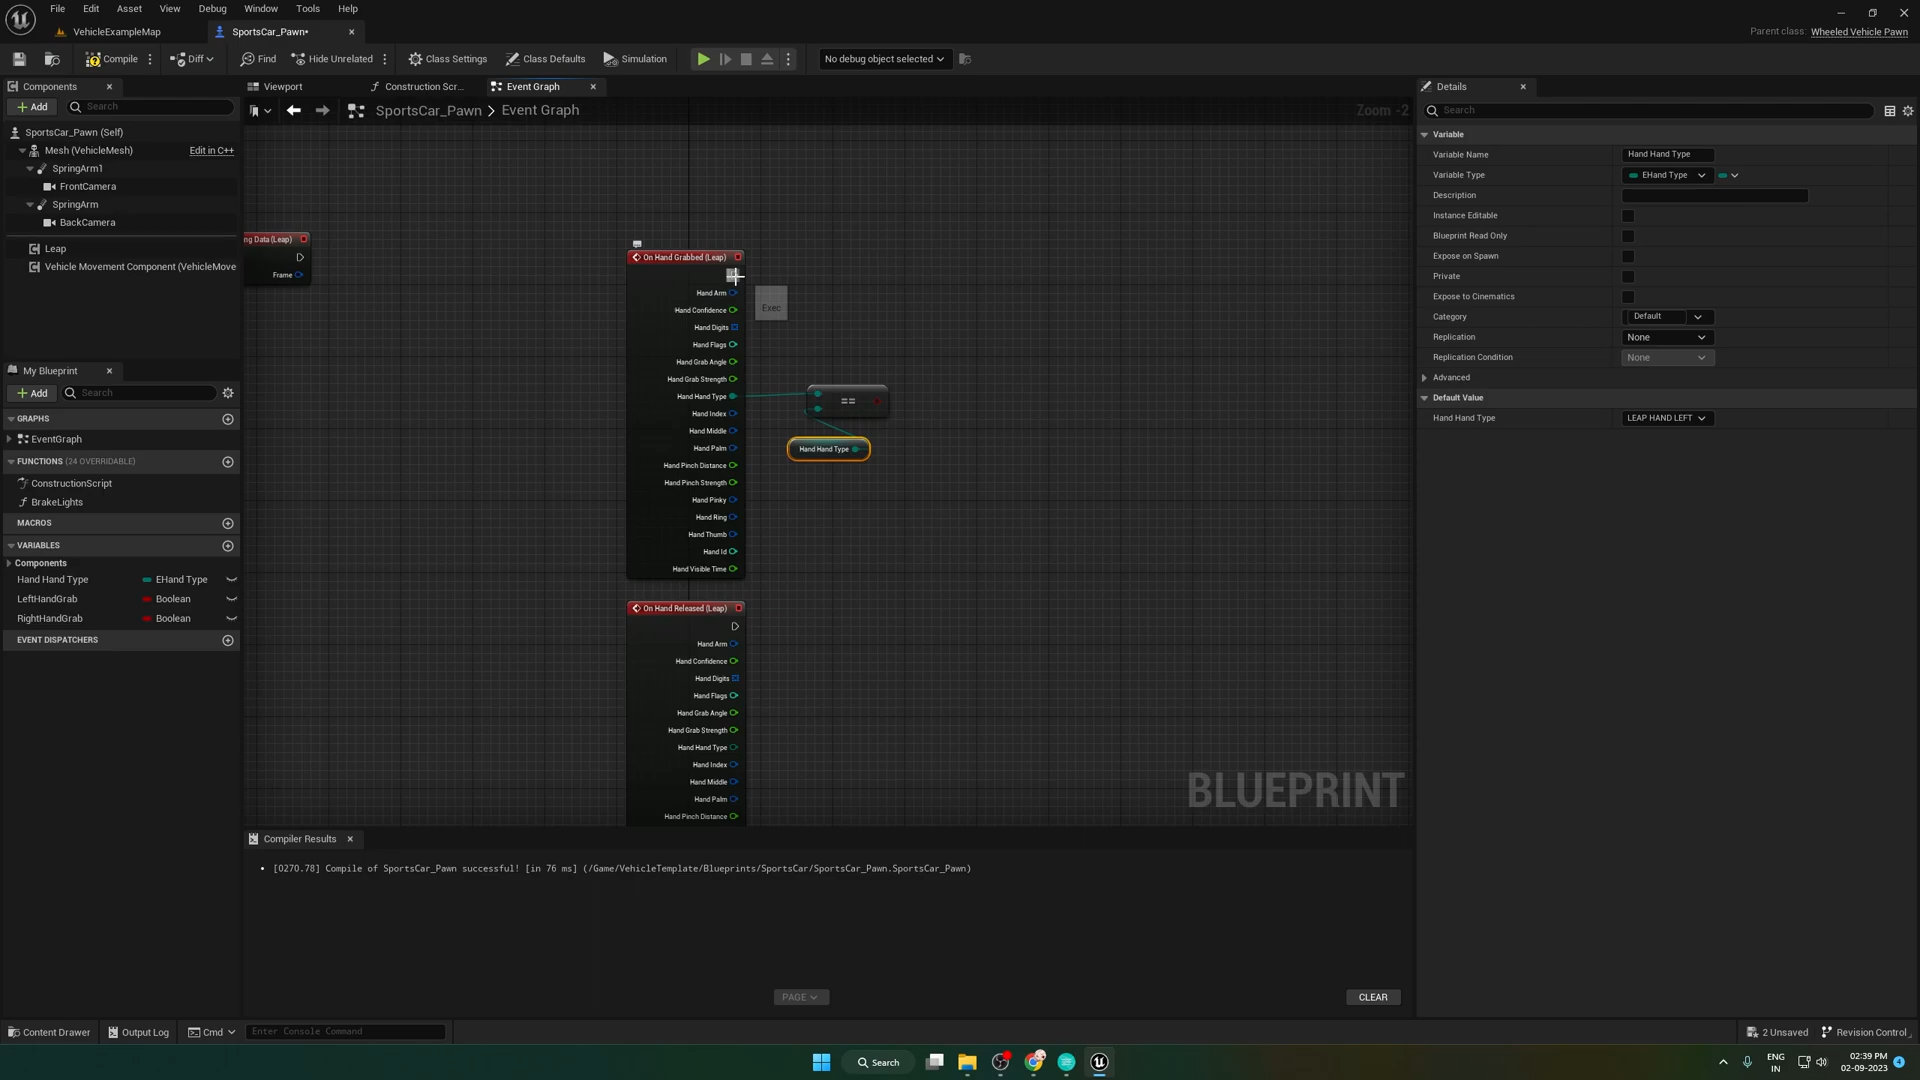 File Edit Asset View Window Debug Tools Help
VehicleExampleMap
SportsCar_Pawn•
Parent class: Wheeled Vehicle Pawn
Compile
Diff
Find
Hide Unrelated
Class Settings
Class Defaults
Simulation
No debug object selected
Components
Add
Search
SportsCar_Pawn (Self)
Mesh (VehicleMesh) Edit in C++
SpringArm1
FrontCamera
SpringArm
BackCamera
Leap
Vehicle Movement Component (VehicleMove
My Blueprint
Add
Search
GRAPHS
EventGraph
FUNCTIONS (24 OVERRIDABLE)
ConstructionScript
BrakeLights
MACROS
VARIABLES
Components
Hand Hand Type EHand Type
LeftHandGrab Boolean
RightHandGrab Boolean
EVENT DISPATCHERS
Viewport
Construction Scr...
Event Graph
SportsCar_Pawn > Event Graph
Zoom -2
ng Data (Leap)
Frame
On Hand Grabbed (Leap)
Hand Arm
Hand Confidence
Hand Digits
Hand Flags
Hand Grab Angle
Hand Grab Strength
Hand Hand Type
Hand Index
Hand Middle
Hand Palm
Hand Pinch Distance
Hand Pinch Strength
Hand Pinky
Hand Ring
Hand Thumb
Hand Id
Hand Visible Time
Exec
==
Hand Hand Type
On Hand Released (Leap)
Hand Arm
Hand Confidence
Hand Digits
Hand Flags
Hand Grab Angle
Hand Grab Strength
Hand Hand Type
Hand Index
Hand Middle
Hand Palm
Hand Pinch Distance
BLUEPRINT
Compiler Results
[0270.78] Compile of SportsCar_Pawn successful! [in 76 ms] (/Game/VehicleTemplate/Blueprints/SportsCar/SportsCar_Pawn.SportsCar_Pawn)
PAGE
CLEAR
Details
Search
Variable
Variable Name Hand Hand Type
Variable Type EHand Type
Description
Instance Editable
Blueprint Read Only
Expose on Spawn
Private
Expose to Cinematics
Category Default
Replication None
Replication Condition None
Advanced
Default Value
Hand Hand Type LEAP HAND LEFT
Content Drawer
Output Log
Cmd
Enter Console Command
2 Unsaved
Revision Control
Search
ENG
IN
02:39 PM
02-09-2023
4